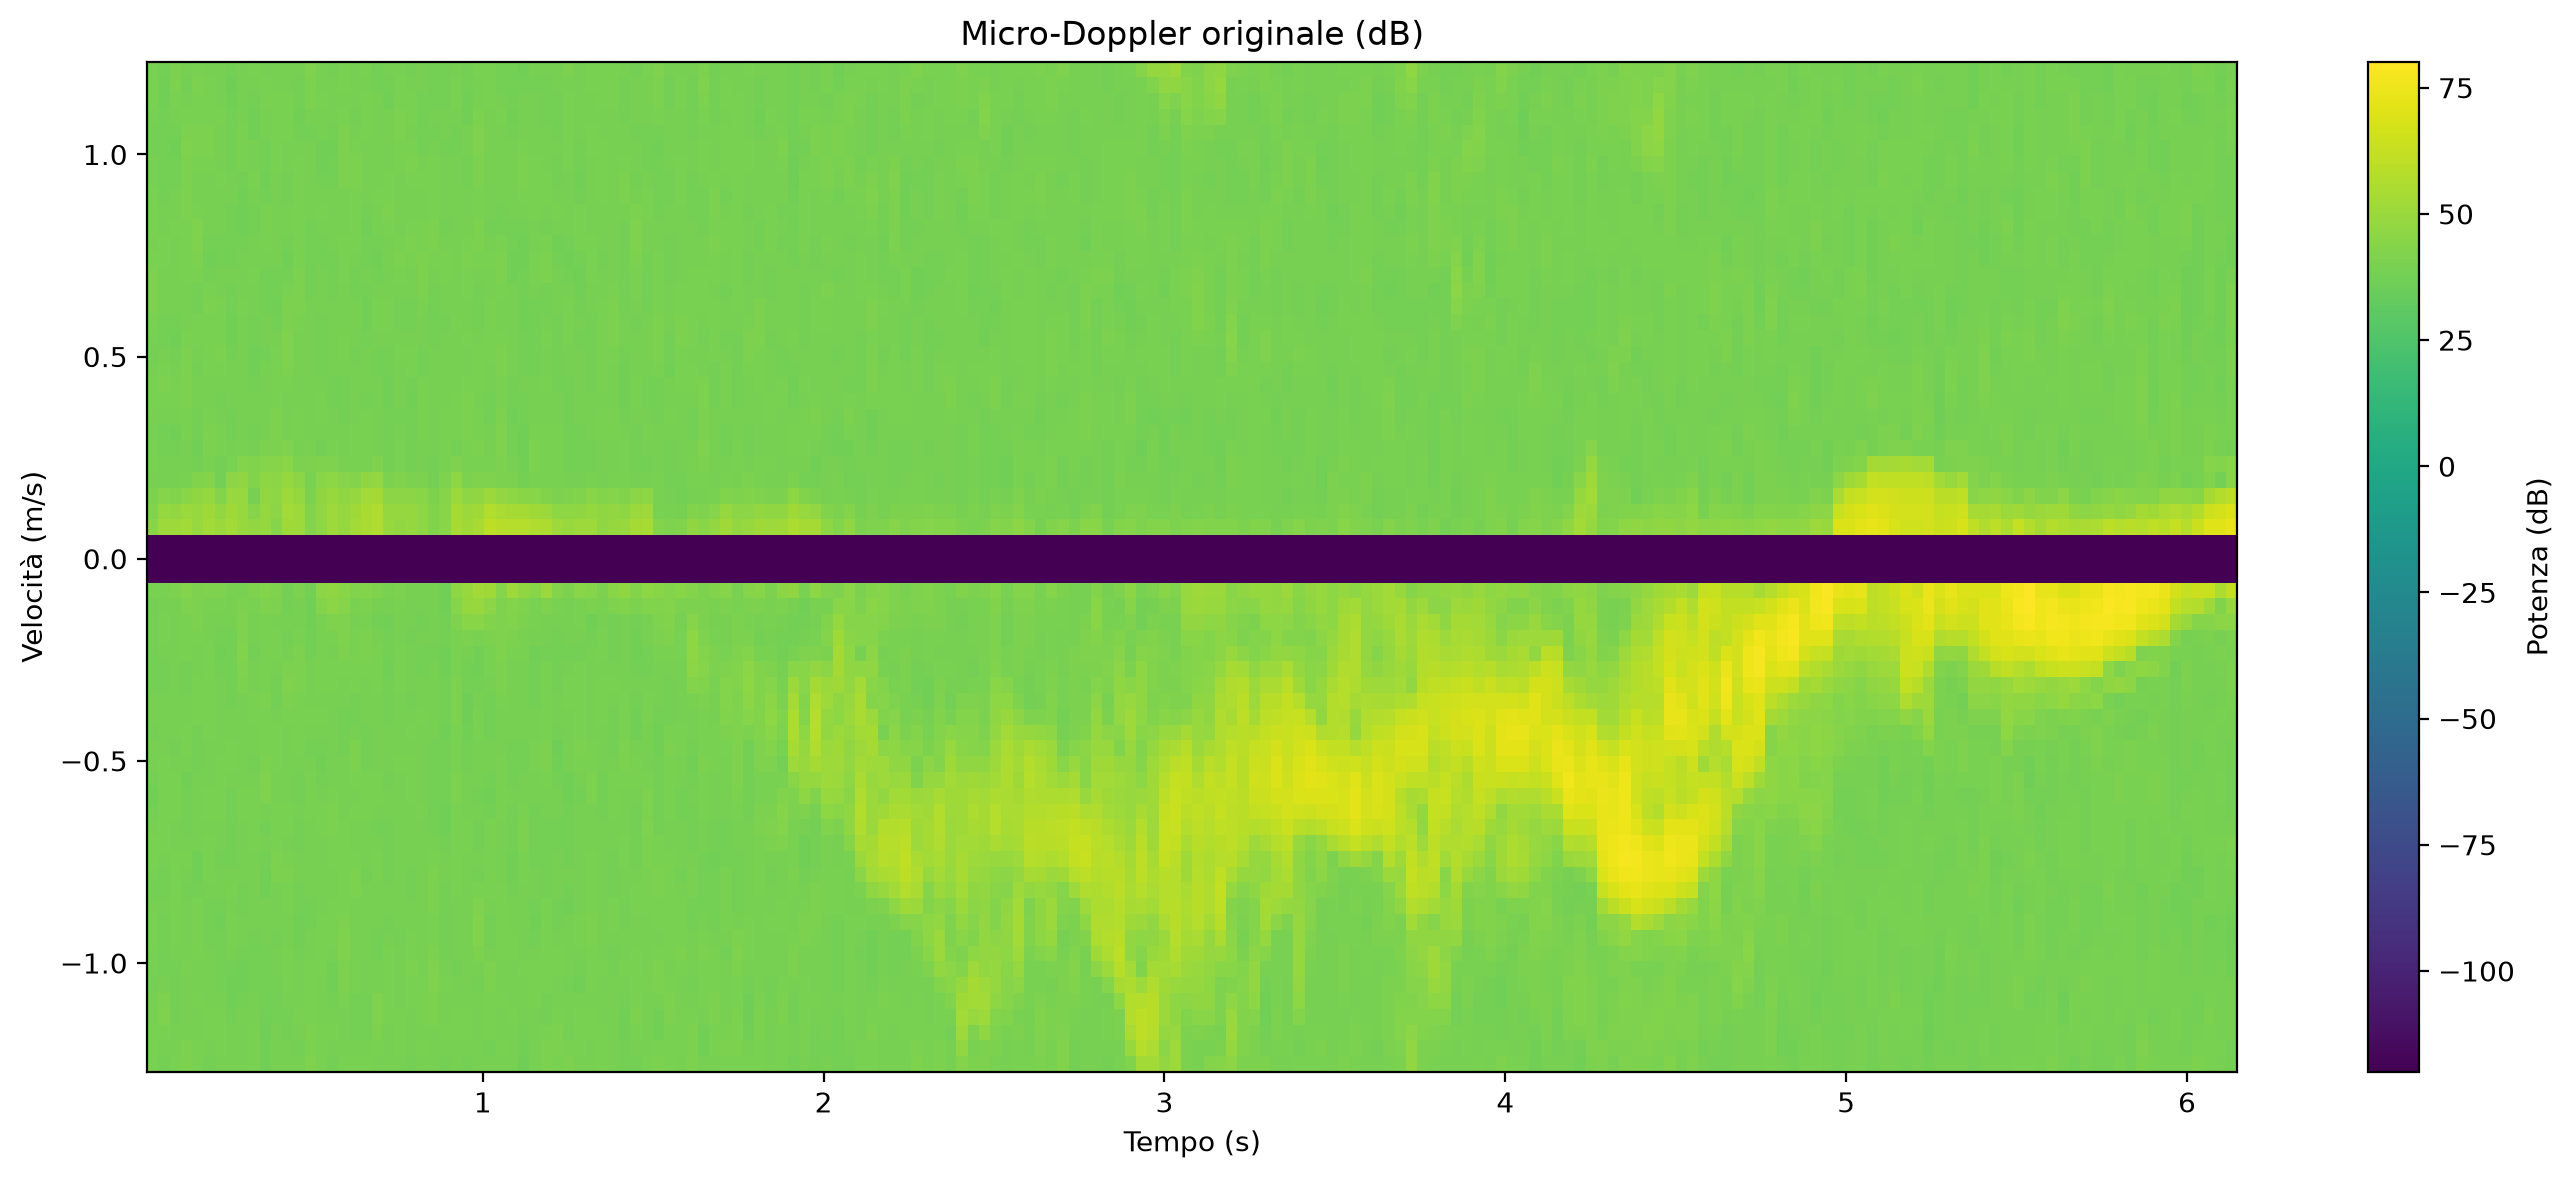 Micro-Doppler originale (dB)
1.0
0.5
0.0
−0.5
−1.0
Velocità (m/s)
1 2 3 4 5 6
Tempo (s)
75
50
25
0
−25
−50
−75
−100
Potenza (dB)